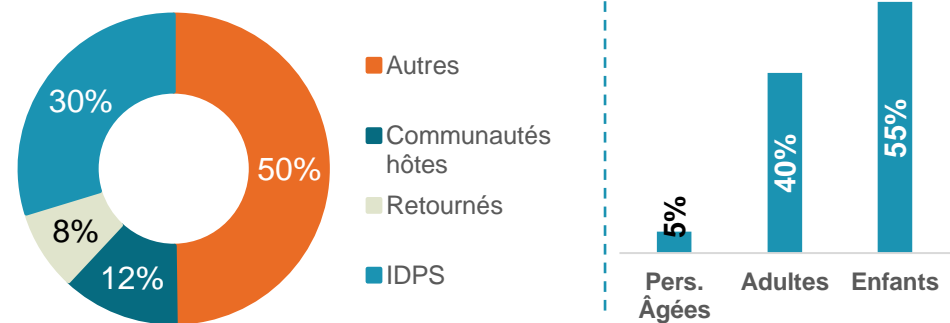 30%
50%
8%
12%
Autres
Communautés
hôtes
Retournés
IDPS
5%
40%
55%
Pers.
Âgées
Adultes
Enfants